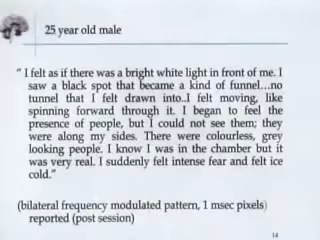 25 year old male
“ I felt as if there was a bright white light in front of me. I
saw a black spot that became a kind of funnel…no
tunnel that I felt drawn into..I felt moving, like
spinning forward through it. I began to feel the
presence of people, but I could not see them; they
were along my sides. There were colourless, grey
looking people. I know I was in the chamber but it
was very real. I suddenly felt intense fear and felt ice
cold.”
(bilateral frequency modulated pattern, 1 msec pixels)
reported (post session)
14